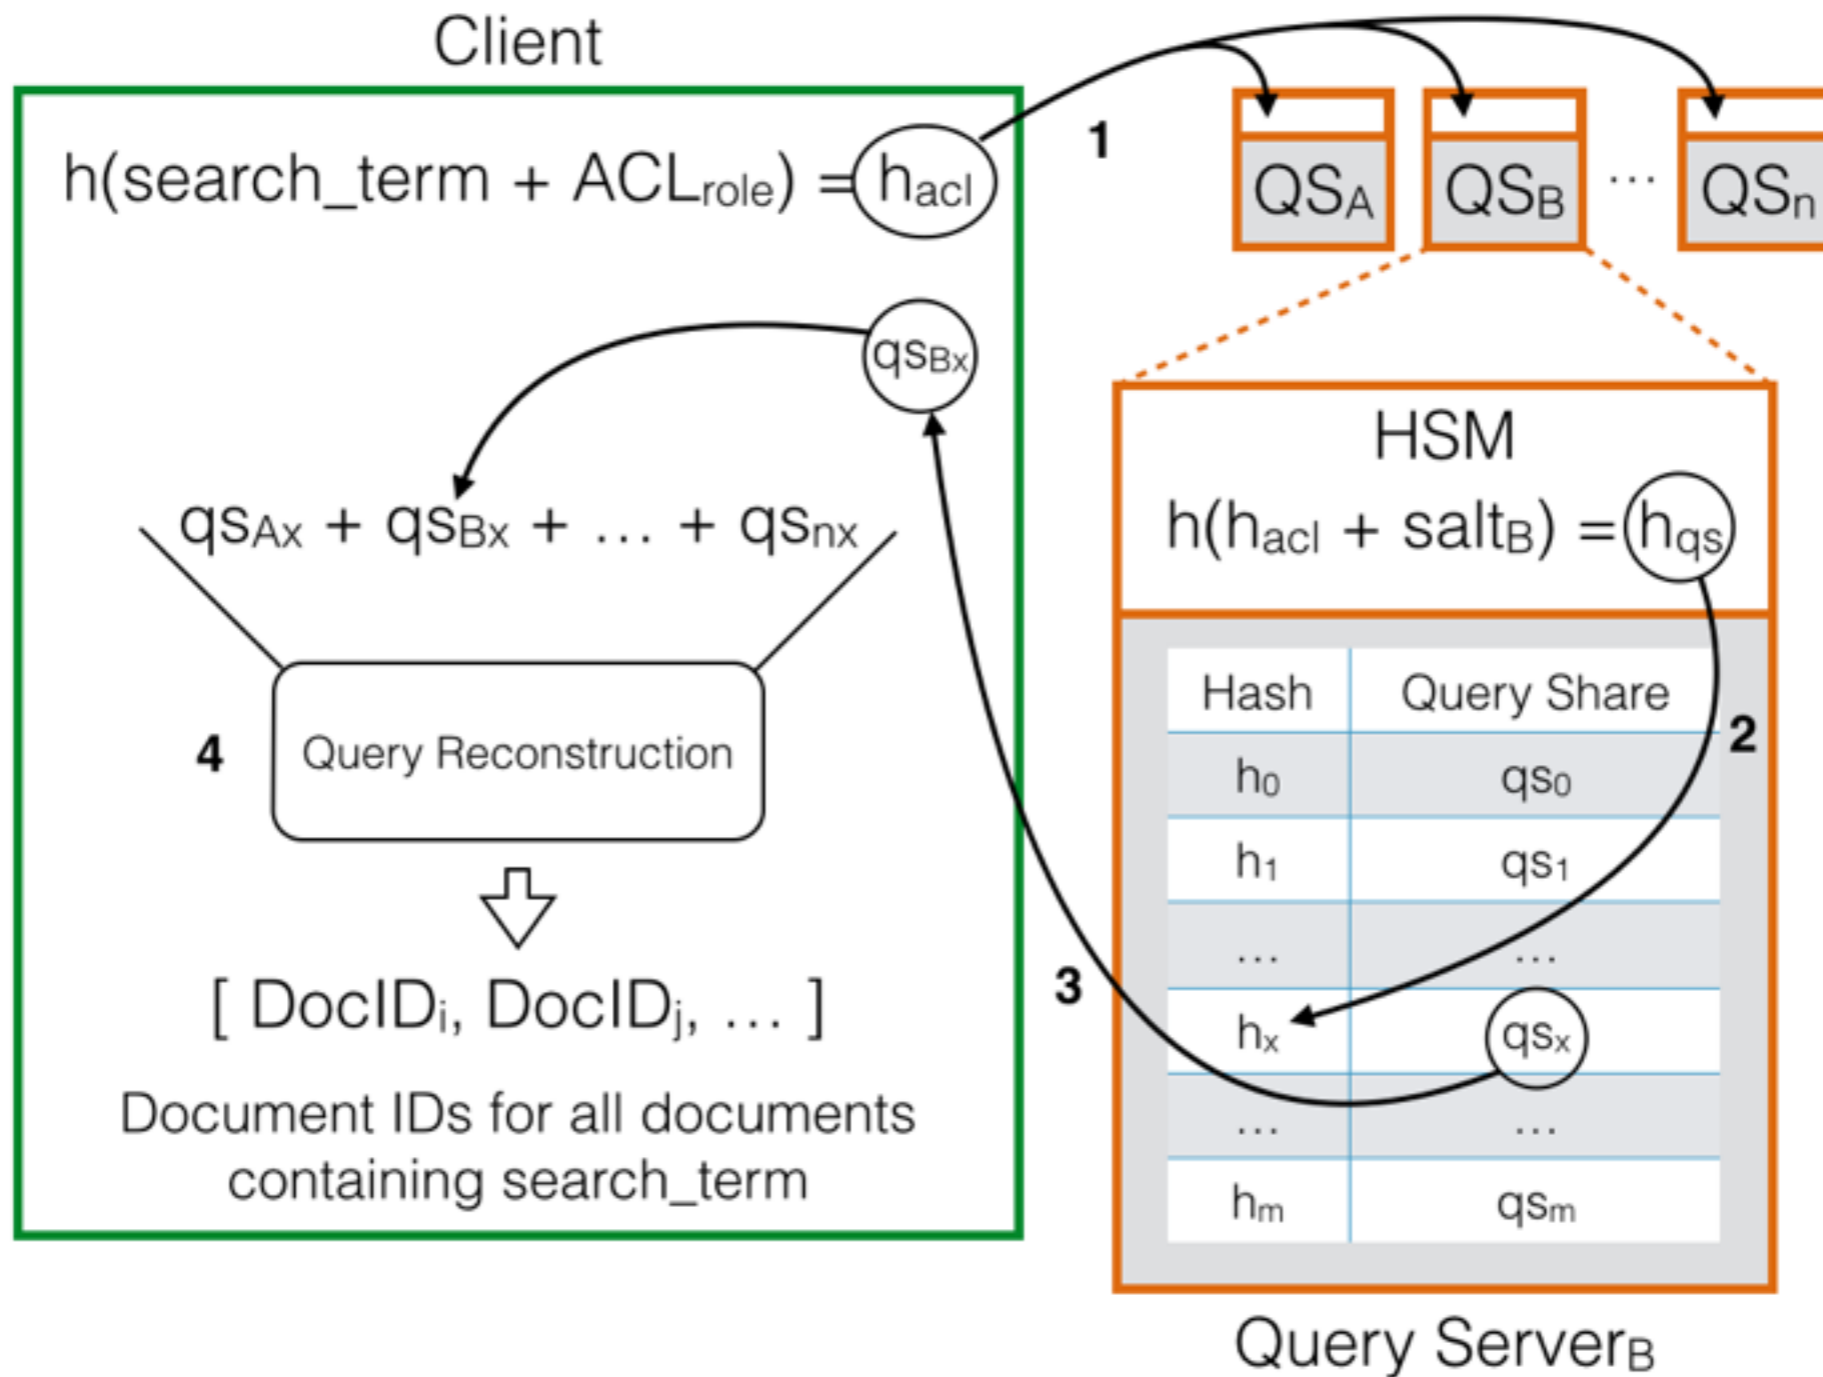 Client
h(search_term + ACLrole) = hacl
1
QSA QSB ... QSn
qsBx
qsAx + qsBx + ... + qsnx
HSM
h(hacl + saltB) = hqs
Hash Query Share
2
h0 qs0
h1 qs1
... ...
hx qsx
... ...
hm qsm
3
4
Query Reconstruction
[ DocIDi, DocIDj, ... ]
Document IDs for all documents
containing search_term
Query ServerB